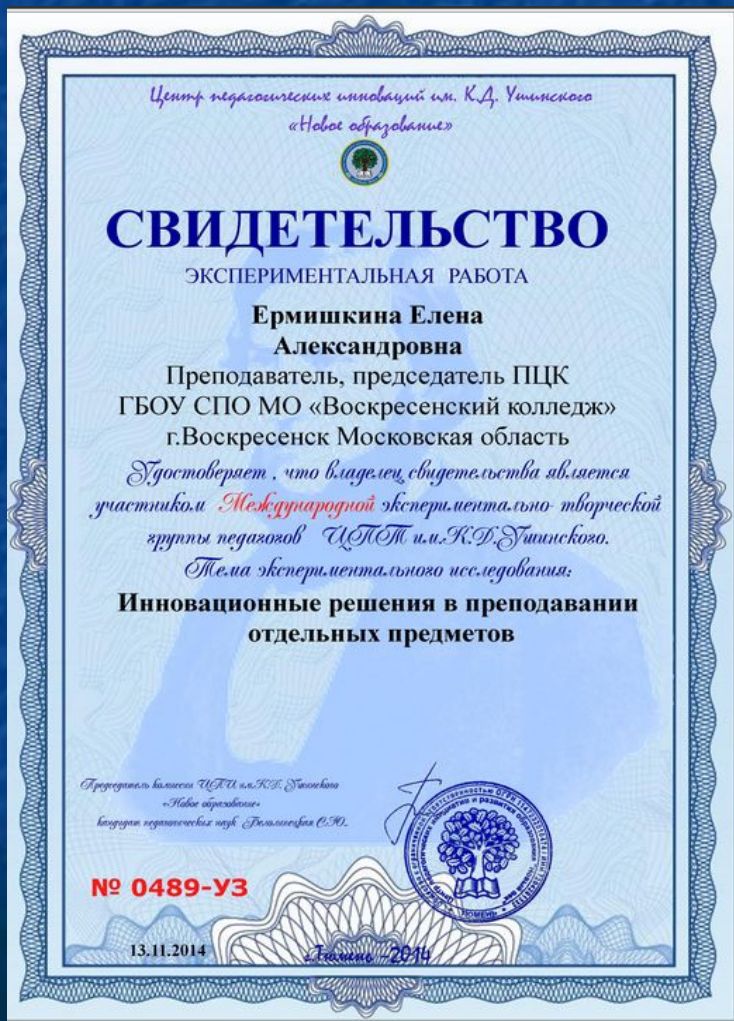 Центр педагогических инноваций им. К.Д. Ушинского
«Новое образование»
СВИДЕТЕЛЬСТВО
ЭКСПЕРИМЕНТАЛЬНАЯ РАБОТА
Ермишкина Елена
Александровна
Преподаватель, председатель ПЦК
ГБОУ СПО МО «Воскресенский колледж»
г.Воскресенск Московская область
Удостоверяет , что владелец свидетельства является
участником Международной экспериментально- творческой
группы педагогов ЦПТ им.К.Д.Ушинского.
Тема экспериментального исследования:
Инновационные решения в преподавании
отдельных предметов
Председатель комиссии ЦПИ им.К.Д. Ушинского
«Новое образование»
кандидат педагогических наук С.Ю.
ТЮМЕНЬ
№ 0489-УЗ
13.11.2014
г.Тюмень -2014